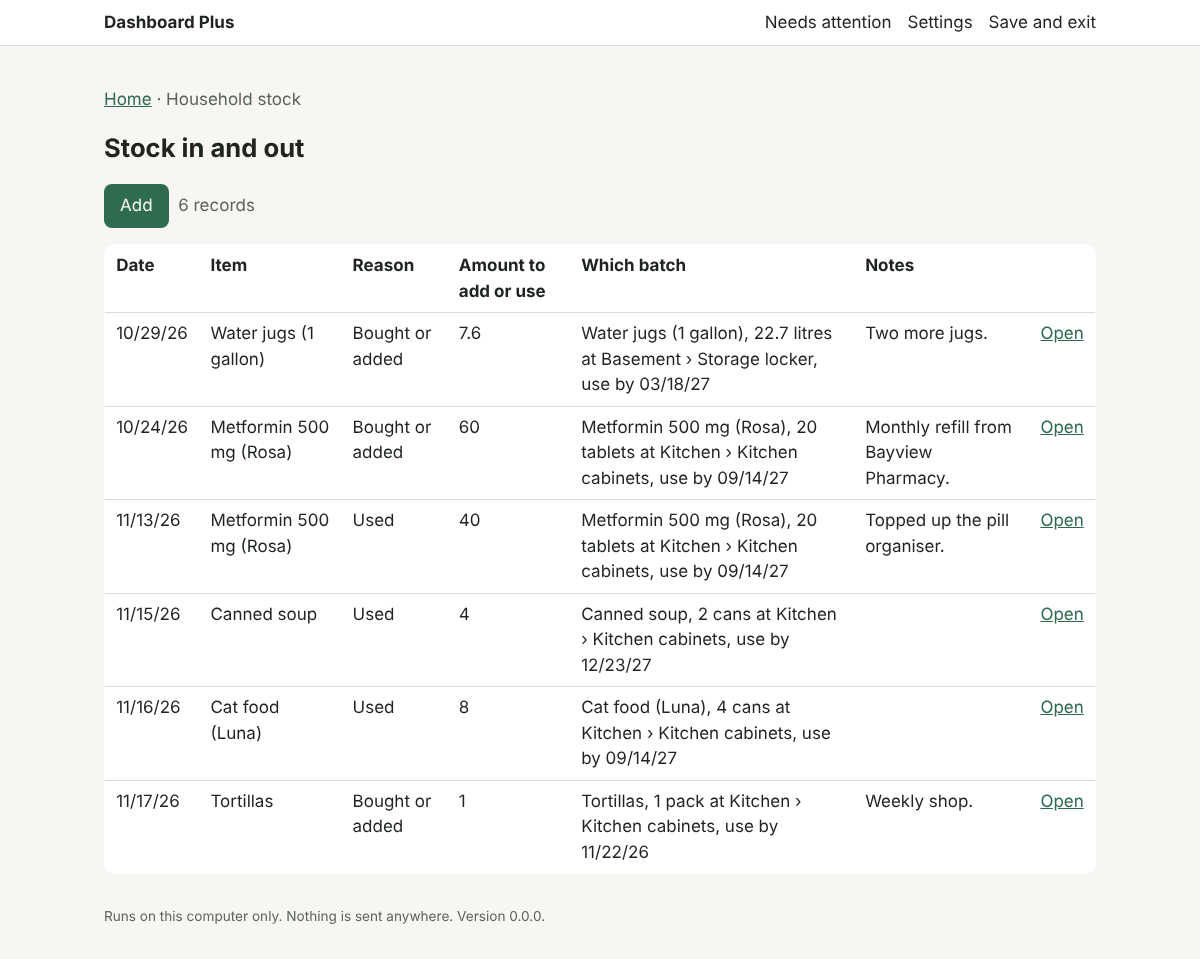 Dashboard Plus
Needs attention Settings Save and exit
Home · Household stock
Stock in and out
Add 6 records
Date Item Reason Amount to add or use Which batch Notes
10/29/26 Water jugs (1 gallon) Bought or added 7.6 Water jugs (1 gallon), 22.7 litres at Basement › Storage locker, use by 03/18/27 Two more jugs. Open
10/24/26 Metformin 500 mg (Rosa) Bought or added 60 Metformin 500 mg (Rosa), 20 tablets at Kitchen › Kitchen cabinets, use by 09/14/27 Monthly refill from Bayview Pharmacy. Open
11/13/26 Metformin 500 mg (Rosa) Used 40 Metformin 500 mg (Rosa), 20 tablets at Kitchen › Kitchen cabinets, use by 09/14/27 Topped up the pill organiser. Open
11/15/26 Canned soup Used 4 Canned soup, 2 cans at Kitchen › Kitchen cabinets, use by 12/23/27 Open
11/16/26 Cat food (Luna) Used 8 Cat food (Luna), 4 cans at Kitchen › Kitchen cabinets, use by 09/14/27 Open
11/17/26 Tortillas Bought or added 1 Tortillas, 1 pack at Kitchen › Kitchen cabinets, use by 11/22/26 Weekly shop. Open
Runs on this computer only. Nothing is sent anywhere. Version 0.0.0.